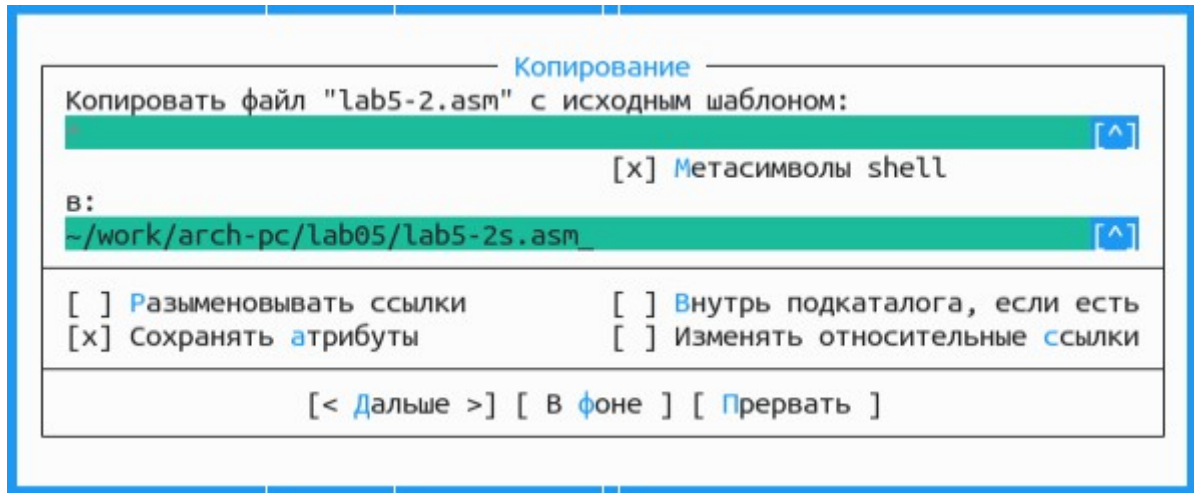 Копирование
Копировать файл "lab5-2.asm" с исходным шаблоном:
* [^]
[x] Метасимволы shell
в:
~/work/arch-pc/lab05/lab5-2s.asm_ [^]
[ ] Разыменовывать ссылки [ ] Внутрь подкаталога, если есть
[x] Сохранять атрибуты [ ] Изменять относительные ссылки
[< Дальше >] [ В фоне ] [ Прервать ]